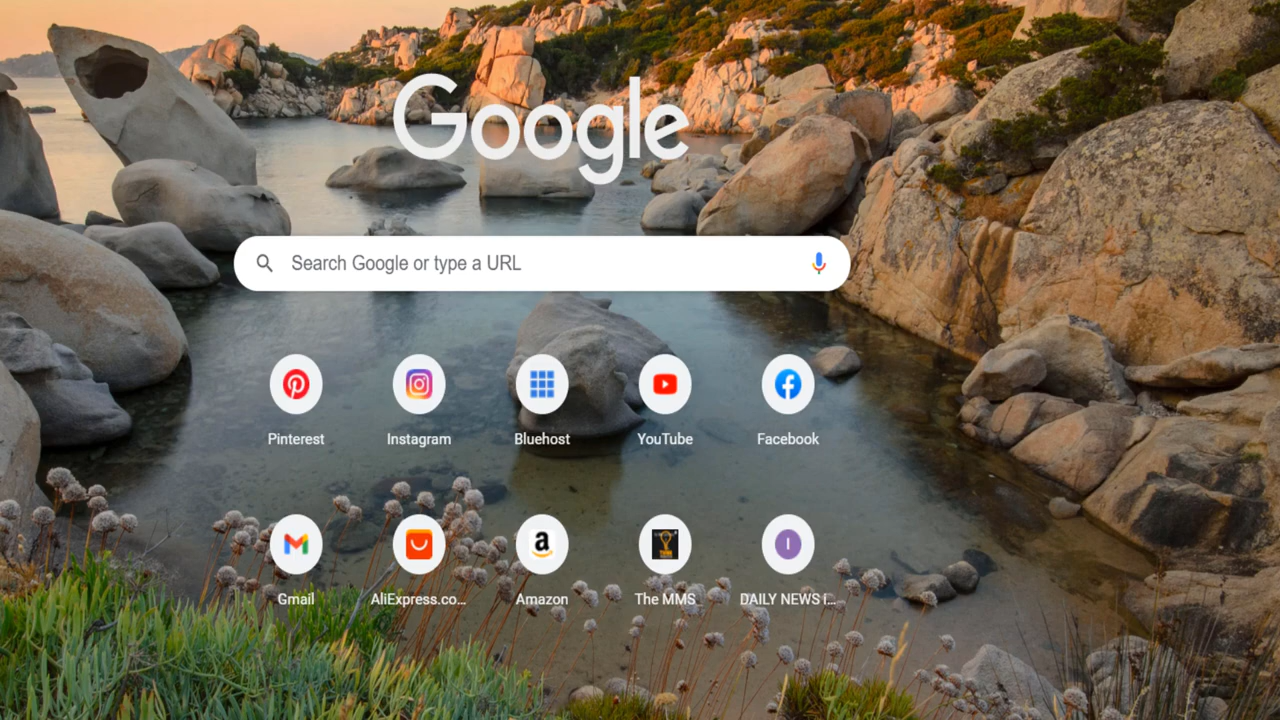 Google
Search Google or type a URL
Pinterest
Instagram
Bluehost
YouTube
Facebook
Gmail
AliExpress.co...
Amazon
The MMS
DAILY NEWS I...